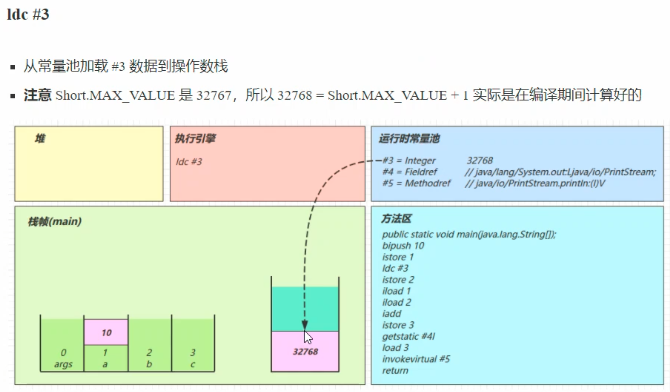 ldc #3
从常量池加载 #3 数据到操作数栈
注意 Short.MAX_VALUE 是 32767，所以 32768 = Short.MAX_VALUE + 1 实际是在编译期间计算好的
堆
执行引擎
ldc #3
运行时常量池
#3 = Integer 32768
#4 = Fieldref // java/lang/System.out:Ljava/io/PrintStream;
#5 = Methodref // java/io/PrintStream.println:(I)V
栈帧(main)
10
0 1 2 3
args a b c
32768
方法区
public static void main(java.lang.String[]);
bipush 10
istore 1
ldc #3
istore 2
iload 1
iload 2
iadd
istore 3
getstatic #4i
load 3
invokevirtual #5
return